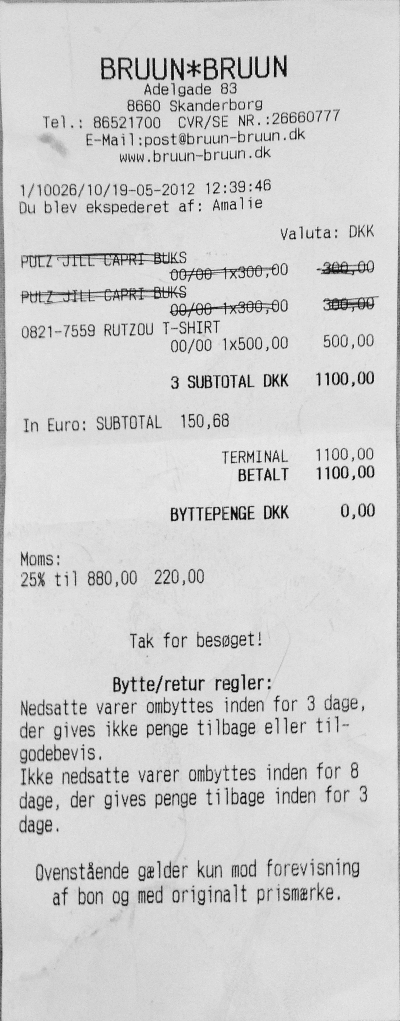 BRUUN*BRUUN
Adelgade 83
8660 Skanderborg
Tel.: 86521700 CVR/SE NR.:26660777
E-Mail:post@bruun-bruun.dk
www.bruun-bruun.dk
1/10026/10/19-05-2012 12:39:46
Du blev ekspederet af: Amalie
Valuta: DKK
PULZ JILL CAPRI BUKS
00/00 1x300,00 300,00
PULZ JILL CAPRI BUKS
00/00 1x300,00 300,00
0821-7559 RUTZOU T-SHIRT
00/00 1x500,00 500,00
3 SUBTOTAL DKK 1100,00
In Euro: SUBTOTAL 150,68
TERMINAL 1100,00
BETALT 1100,00
BYTTEPENGE DKK 0,00
Moms:
25% til 880,00 220,00
Tak for besøget!
Bytte/retur regler:
Nedsatte varer ombyttes inden for 3 dage,
der gives ikke penge tilbage eller til-
godebevis.
Ikke nedsatte varer ombyttes inden for 8
dage, der gives penge tilbage inden for 3
dage.
Ovenstående gælder kun mod forevisning
af bon og med originalt prismærke.